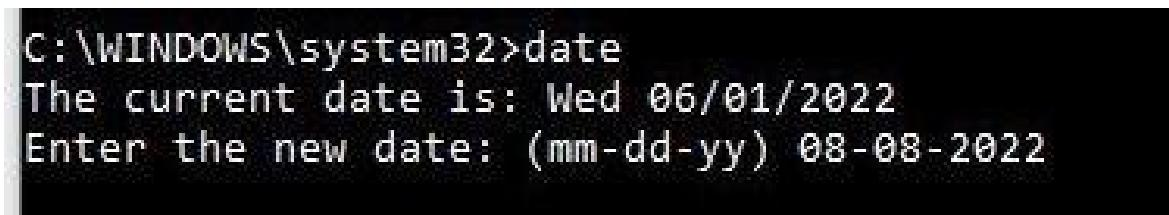 C:\WINDOWS\system32>date
The current date is: Wed 06/01/2022
Enter the new date: (mm-dd-yy) 08-08-2022